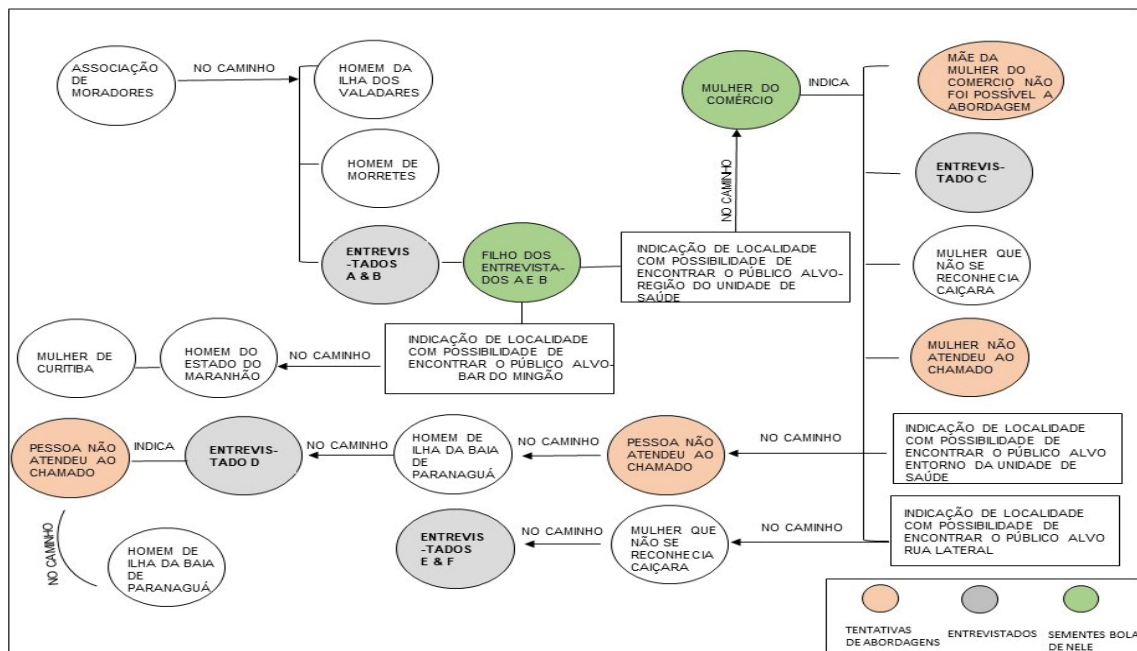 ASSOCIAÇÃO
DE
MORADORES
NO CAMINHO
HOMEM DA
ILHA DOS
VALADARES
HOMEM DE
MORRETES
ENTREVIS
-TADOS
A & B
FILHO DOS
ENTREVISTA-
DOS A E B
INDICAÇÃO DE LOCALIDADE
COM POSSIBILIDADE DE
ENCONTRAR O PÚBLICO ALVO-
REGIÃO DO UNIDADE DE
SAÚDE
NO CAMINHO
MULHER DO
COMÉRCIO
INDICA
MÃE DA
MULHER DO
COMERCIO NÃO
FOI POSSÍVEL A
ABORDAGEM
ENTREVIS-
TADO C
MULHER QUE
NÃO SE
RECONHECIA
CAIÇARA
MULHER NÃO
ATENDEU AO
CHAMADO
INDICAÇÃO DE LOCALIDADE
COM POSSIBILIDADE DE
ENCONTRAR O PÚBLICO ALVO-
BAR DO MINGÃO
NO CAMINHO
HOMEM DO
ESTADO DO
MARANHÃO
MULHER DE
CURITIBA
INDICAÇÃO DE LOCALIDADE
COM POSSIBILIDADE DE
ENCONTRAR O PÚBLICO ALVO
ENTORNO DA UNIDADE DE
SAÚDE
NO CAMINHO
PESSOA NÃO
ATENDEU AO
CHAMADO
NO CAMINHO
HOMEM DE
ILHA DA BAIA
DE
PARANAGUÁ
NO CAMINHO
ENTREVIS-
TADO D
INDICA
PESSOA NÃO
ATENDEU AO
CHAMADO
NO CAMINHO
HOMEM DE
ILHA DA BAIA
DE
PARANAGUÁ
INDICAÇÃO DE LOCALIDADE
COM POSSIBILIDADE DE
ENCONTRAR O PÚBLICO ALVO
RUA LATERAL
NO CAMINHO
MULHER QUE
NÃO SE
RECONHECIA
CAIÇARA
NO CAMINHO
ENTREVIS
-TADOS
E & F
TENTATIVAS
DE ABORDAGENS
ENTREVISTADOS
SEMENTES BOLA
DE NELE